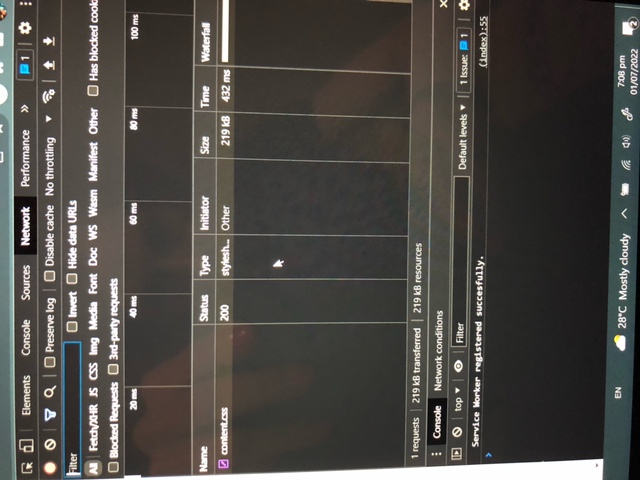 Elements Console Sources Network Performance » 1
Preserve log Disable cache No throttling
Filter Invert Hide data URLs
All Fetch/XHR JS CSS Img Media Font Doc WS Wasm Manifest Other Has blocked cook
Blocked Requests 3rd-party requests
20 ms 40 ms 60 ms 80 ms 100 ms
Name Status Type Initiator Size Time Waterfall
content.css 200 stylesh... Other 219 kB 432 ms
1 requests 219 kB transferred 219 kB resources
Console Network conditions
top Filter Default levels 1 Issue: 1
Service Worker registered succesfully. (index):55
EN 28°C Mostly cloudy 7:08 pm
01/07/2022 2